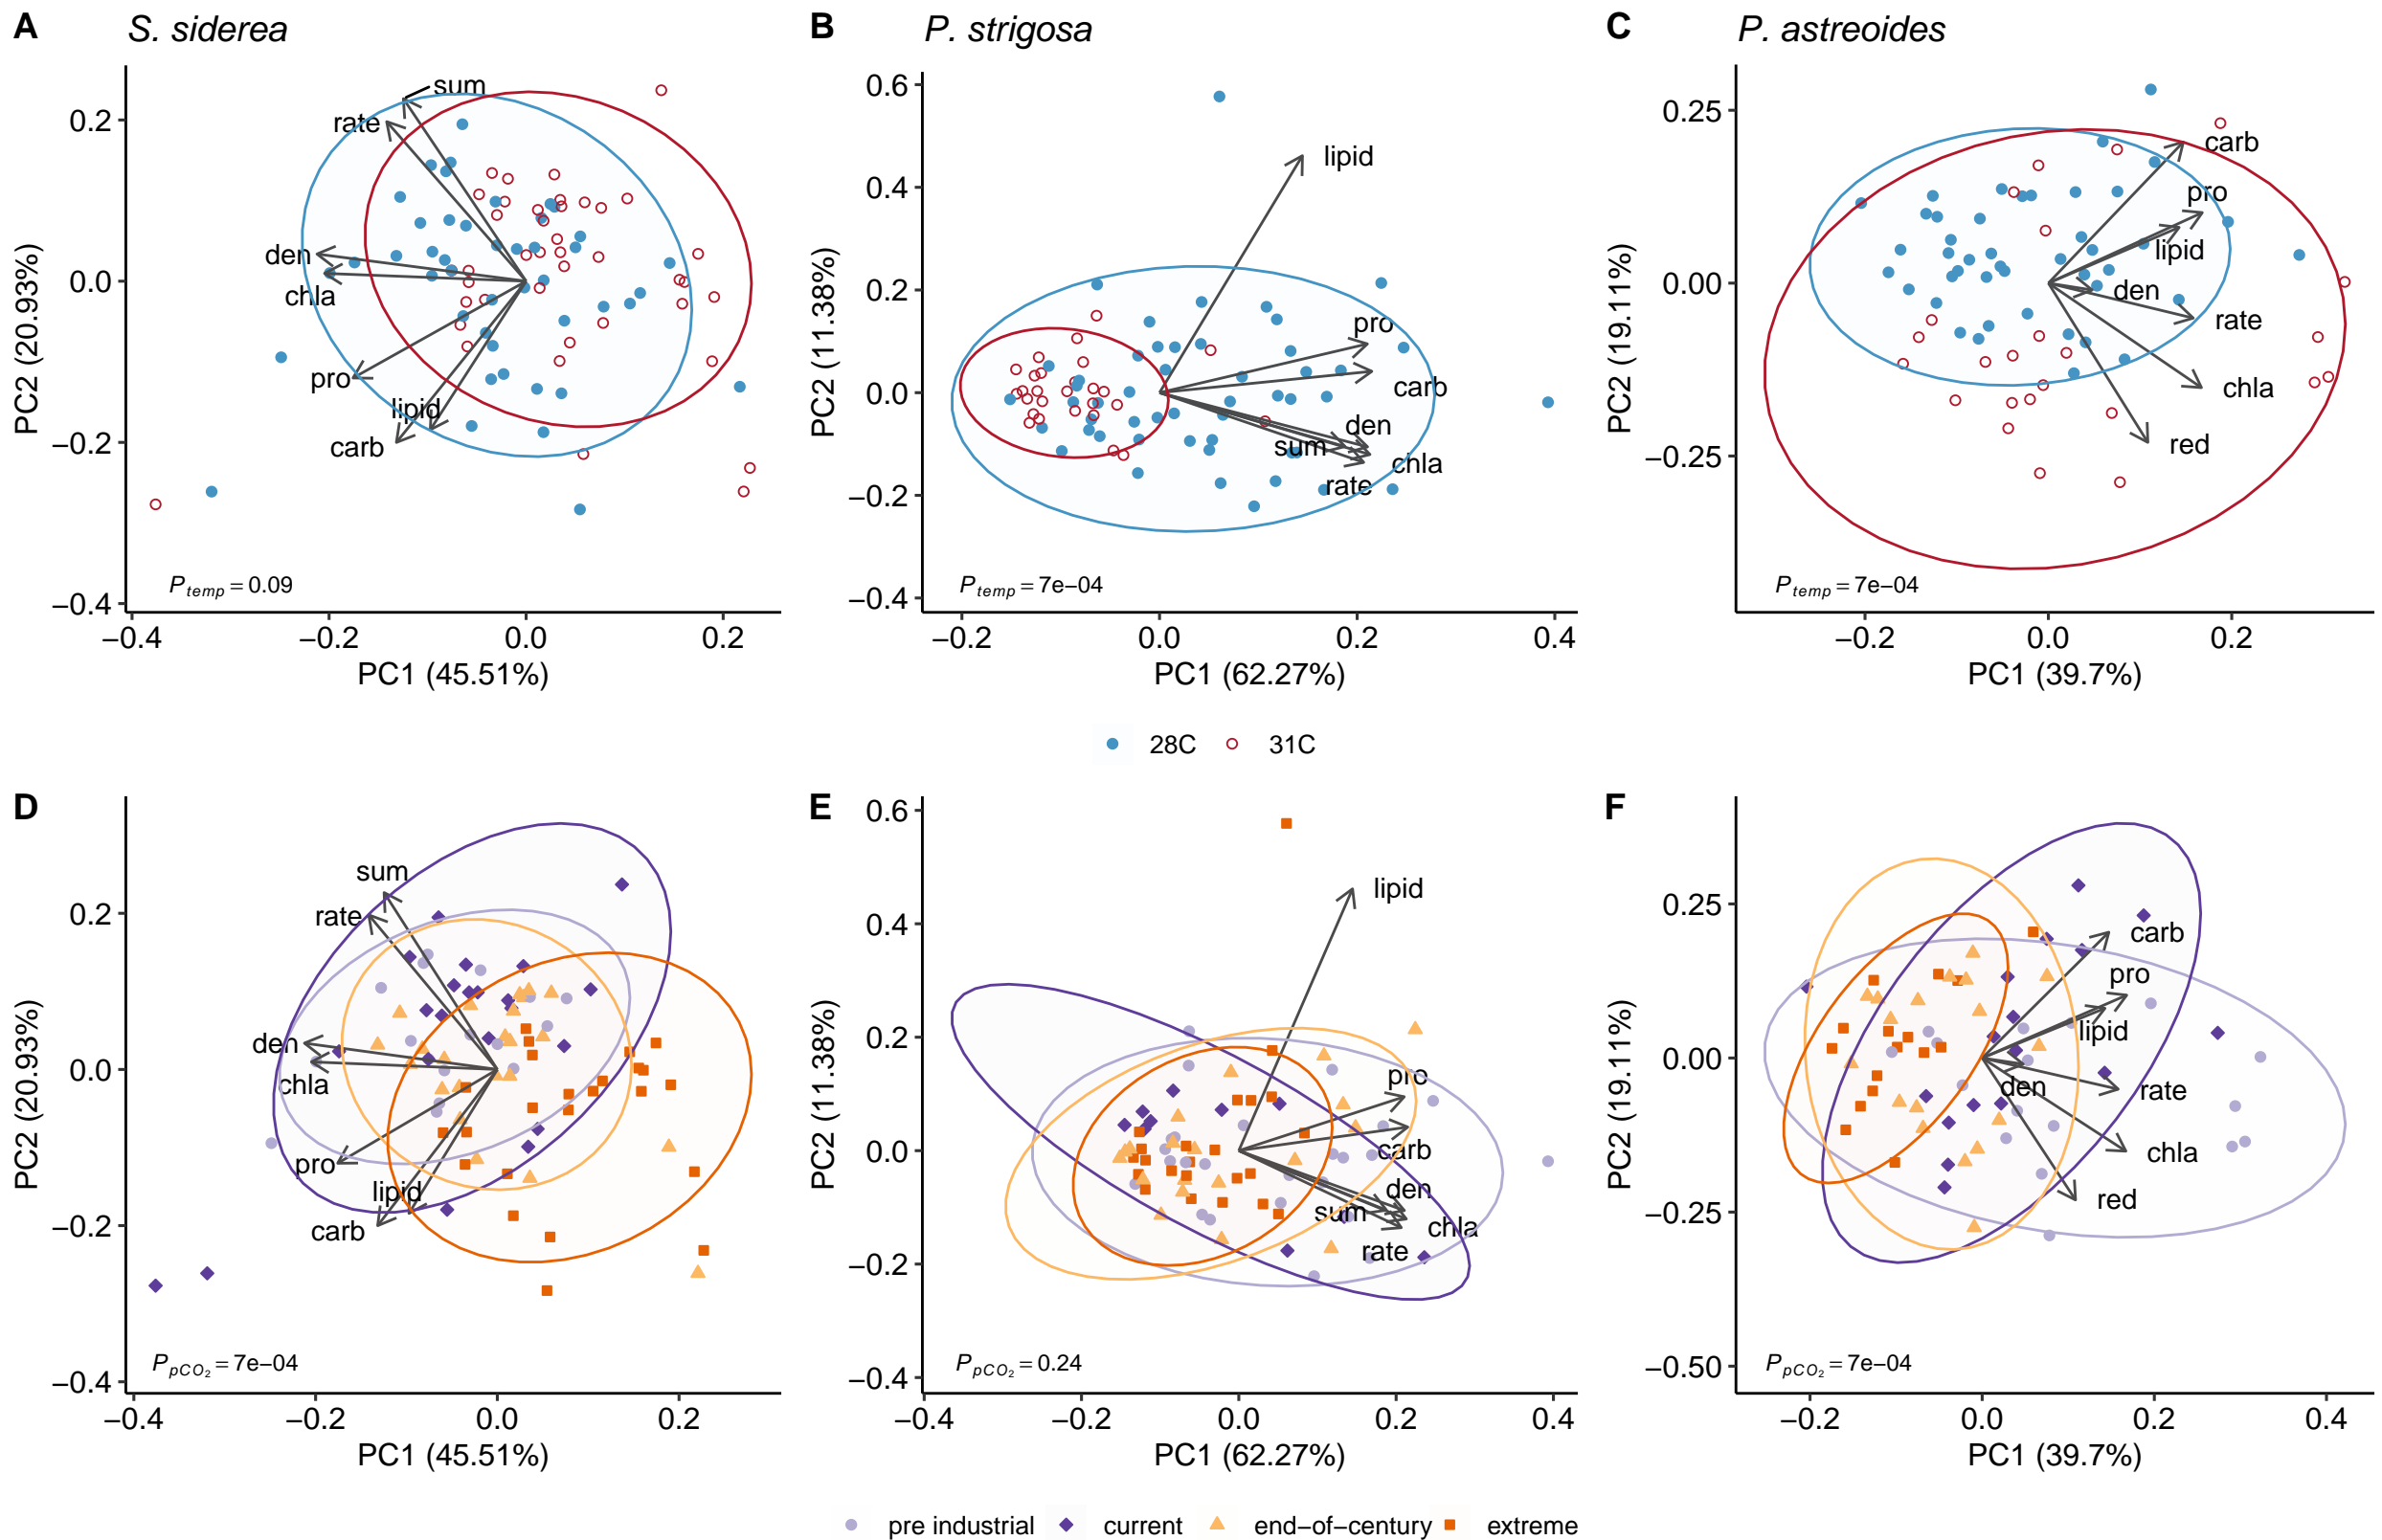 A S. siderea
B P. strigosa
C P. astreoides
PC2 (20.93%)
0.2
0.0
−0.2
−0.4
sum
rate
den
chla
pro
lipid
carb
P temp = 0.09
−0.4 −0.2 0.0 0.2
PC1 (45.51%)
PC2 (11.38%)
0.6
0.4
0.2
0.0
−0.2
−0.4
lipid
pro
carb
den
sum
chla
rate
P temp = 7e−04
−0.2 0.0 0.2 0.4
PC1 (62.27%)
PC2 (19.11%)
0.25
0.00
−0.25
carb
pro
lipid
den
rate
chla
red
P temp = 7e−04
−0.2 0.0 0.2
PC1 (39.7%)
28C 31C
D
PC2 (20.93%)
0.2
0.0
−0.2
−0.4
sum
rate
den
chla
pro
lipid
carb
P pCO₂ = 7e−04
−0.4 −0.2 0.0 0.2
PC1 (45.51%)
E
PC2 (11.38%)
0.6
0.4
0.2
0.0
−0.2
−0.4
lipid
pro
carb
den
sum
chla
rate
P pCO₂ = 0.24
−0.4 −0.2 0.0 0.2 0.4
PC1 (62.27%)
F
PC2 (19.11%)
0.25
0.00
−0.25
−0.50
carb
pro
lipid
den
rate
chla
red
P pCO₂ = 7e−04
−0.2 0.0 0.2 0.4
PC1 (39.7%)
pre industrial current end−of−century extreme